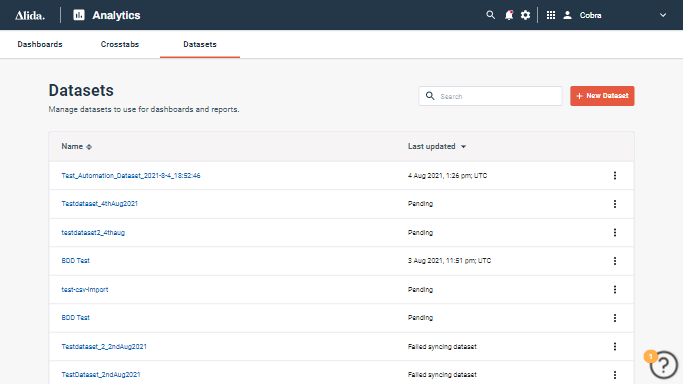 Alida. Analytics Cobra
Dashboards Crosstabs Datasets
Datasets
Manage datasets to use for dashboards and reports.
Search
+ New Dataset
Name Last updated
Test_Automation_Dataset_2021-8-4_18:52:46 4 Aug 2021, 1:26 pm; UTC
Testdataset_4thAug2021 Pending
testdataset2_4thaug Pending
BDD Test 3 Aug 2021, 11:51 pm; UTC
test-csv-import Pending
BDD Test Pending
Testdataset_2_2ndAug2021 Failed syncing dataset
TestDataset_2ndAug2021 Failed syncing dataset
1
?